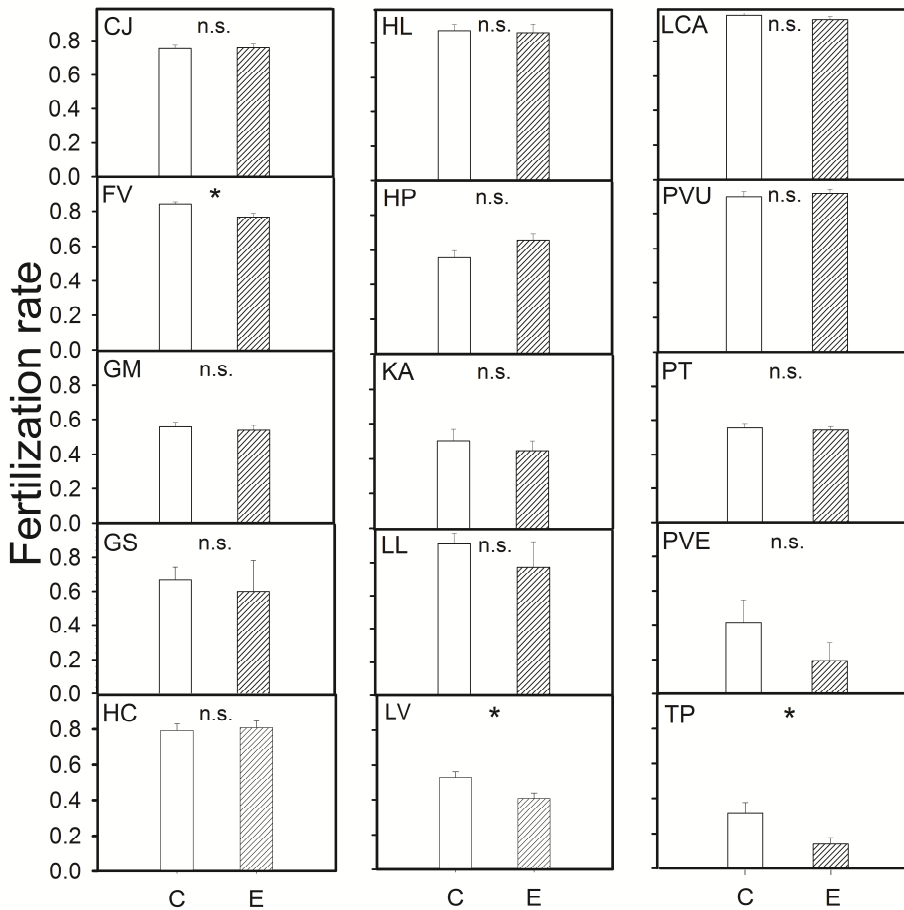 Fertilization rate
CJ n.s.
0.8
0.6
0.4
0.2
0.0
FV *
0.8
0.6
0.4
0.2
0.0
GM n.s.
0.8
0.6
0.4
0.2
0.0
GS n.s.
0.8
0.6
0.4
0.2
0.0
HC n.s.
0.8
0.6
0.4
0.2
0.0
C E
HL n.s.
HP n.s.
KA n.s.
LL n.s.
LV *
C E
LCA n.s.
PVU n.s.
PT n.s.
PVE n.s.
TP *
C E